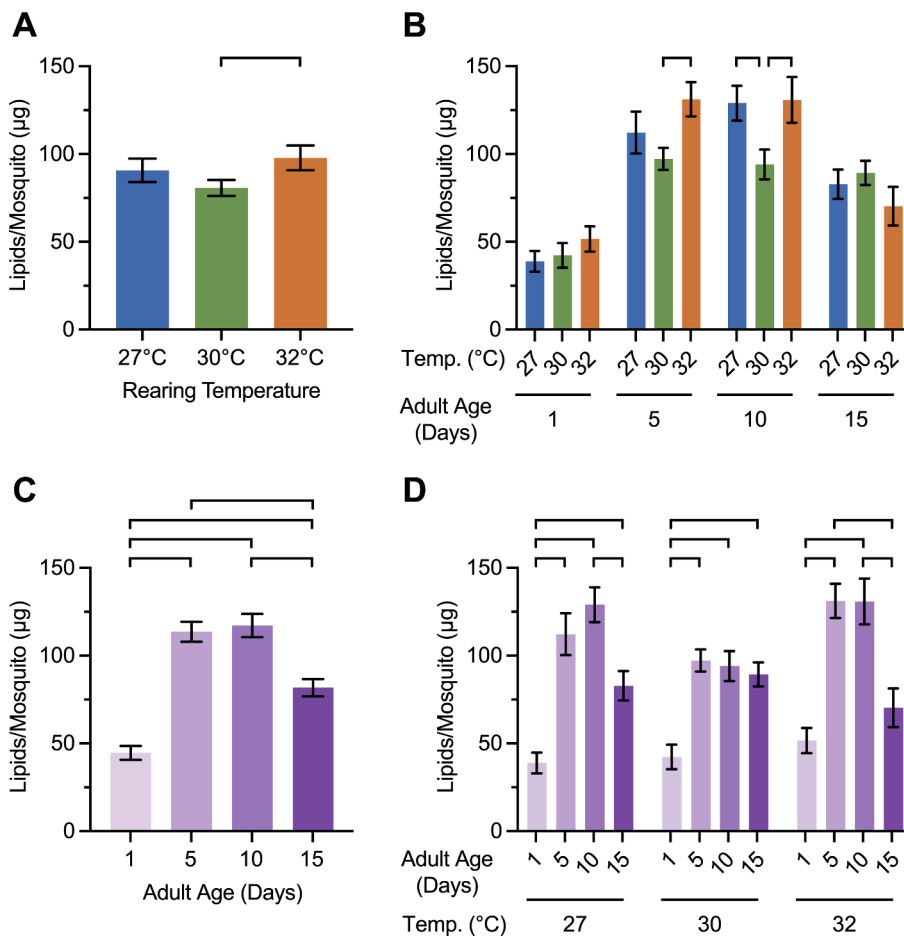 A
Lipids/Mosquito (µg)
150
100
50
0
27°C 30°C 32°C
Rearing Temperature
B
Lipids/Mosquito (µg)
150
100
50
0
Temp. (°C) 27 30 32 27 30 32 27 30 32 27 30 32
Adult Age
(Days)
1 5 10 15
C
Lipids/Mosquito (µg)
150
100
50
0
1 5 10 15
Adult Age (Days)
D
Lipids/Mosquito (µg)
150
100
50
0
Adult Age
(Days)
1 5 10 15 1 5 10 15 1 5 10 15
Temp. (°C) 27 30 32